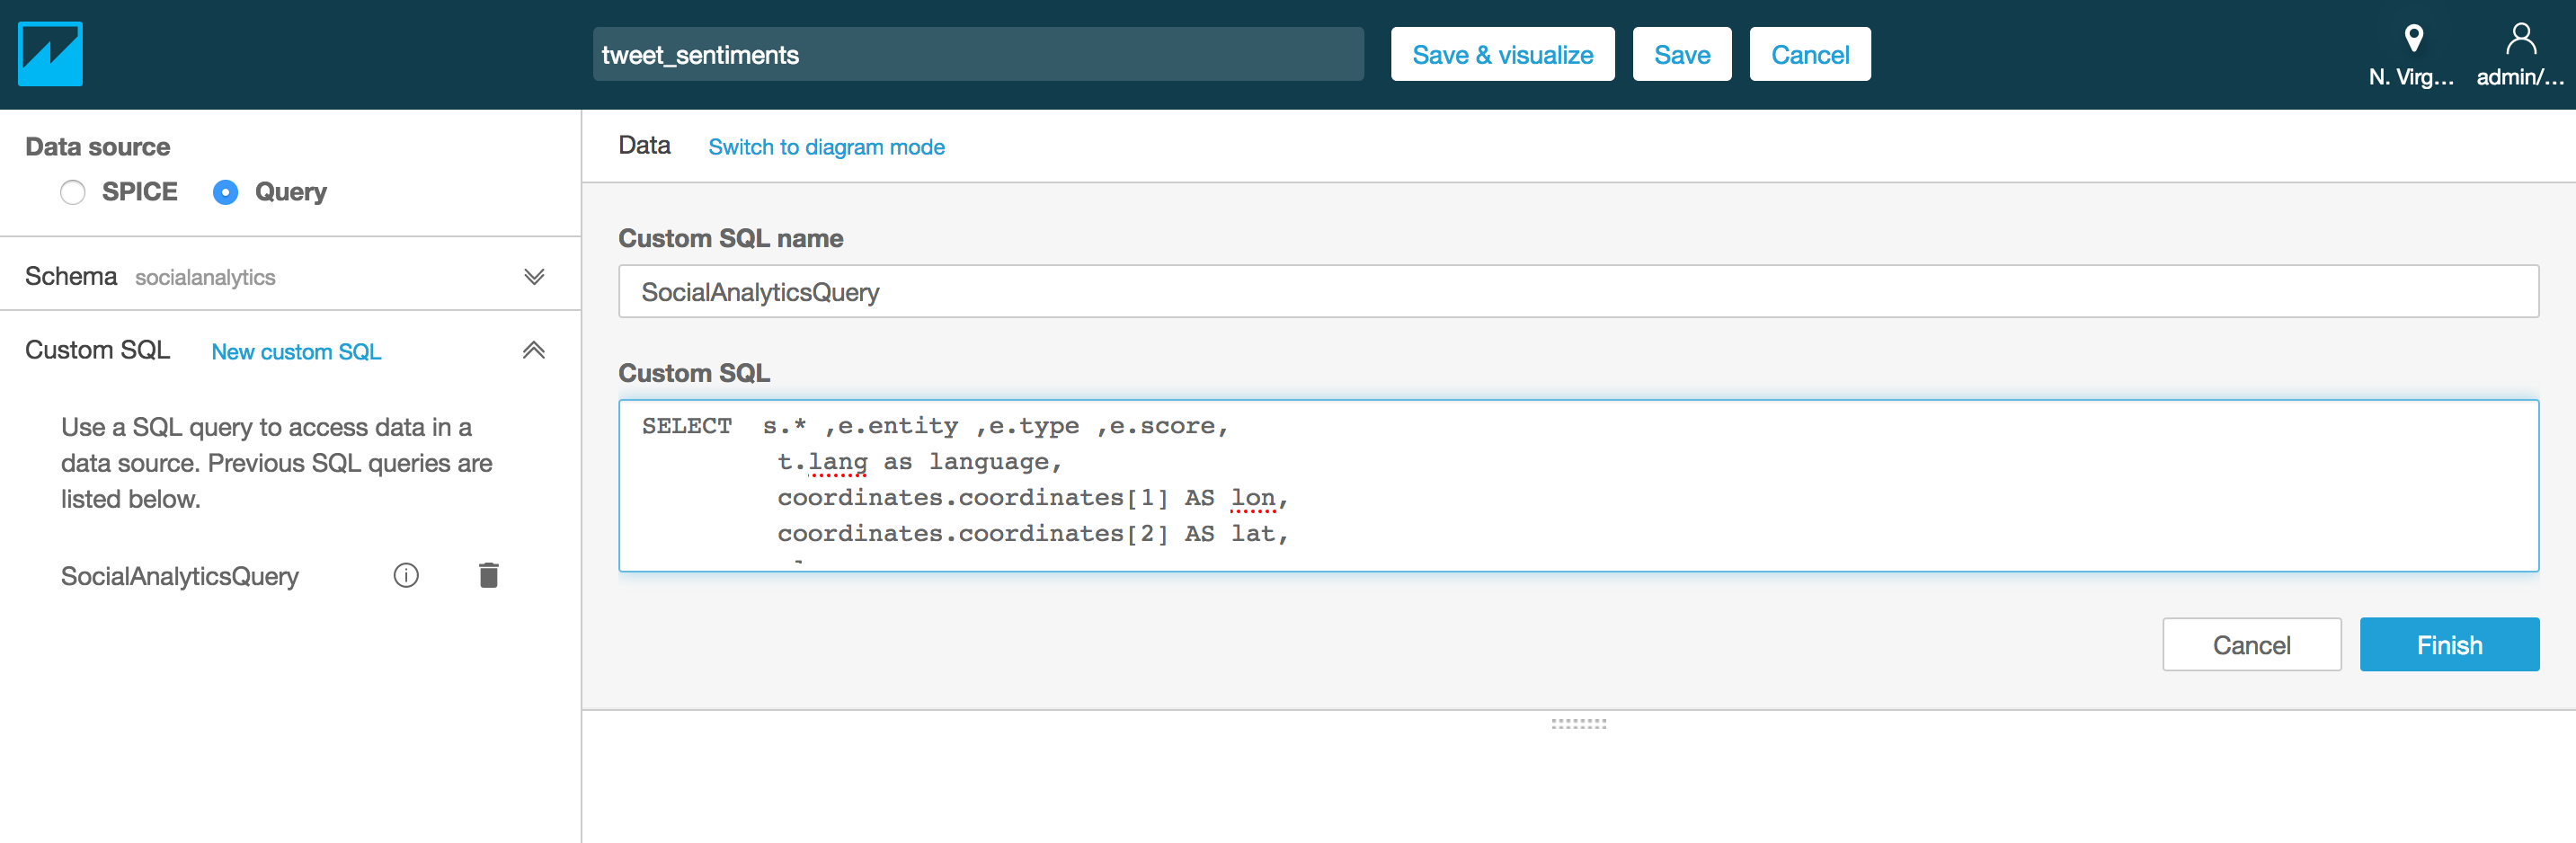 tweet_sentiments
Save & visualize
Save
Cancel
N. Virg...
admin/...
Data source
SPICE
Query
Schema socialanalytics
Custom SQL New custom SQL
Use a SQL query to access data in a
data source. Previous SQL queries are
listed below.
SocialAnalyticsQuery
Data Switch to diagram mode
Custom SQL name
SocialAnalyticsQuery
Custom SQL
SELECT s.* ,e.entity ,e.type ,e.score,
t.lang as language,
coordinates.coordinates[1] AS lon,
coordinates.coordinates[2] AS lat,
Cancel
Finish